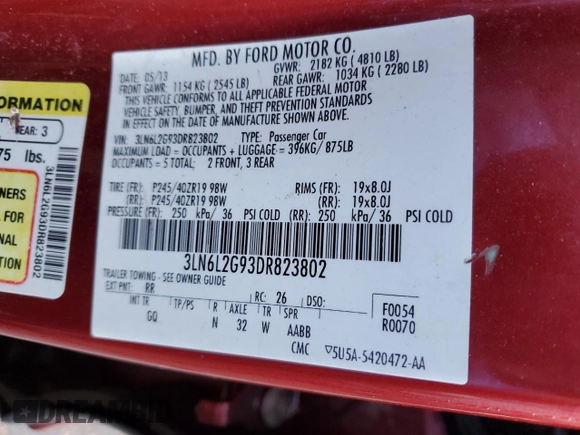 MFD. BY FORD MOTOR CO.
DATE: 05/13 GVWR: 2182 KG ( 4810 LB)
FRONT GAWR: 1154 KG ( 2545 LB) REAR GAWR: 1034 KG ( 2280 LB)
THIS VEHICLE CONFORMS TO ALL APPLICABLE FEDERAL MOTOR
VEHICLE SAFETY, BUMPER, AND THEFT PREVENTION STANDARDS
IN EFFECT ON THE DATE OF MANUFACTURE SHOWN ABOVE
VIN: 3LN6L2G93DR823802 TYPE: Passenger Car
MAXIMUM LOAD = OCCUPANTS + LUGGAGE = 396KG/ 875LB
OCCUPANTS = 5 TOTAL: 2 FRONT, 3 REAR
TIRE (FR): P245/40ZR19 98W RIMS (FR): 19x8.0J
(RR): P245/40ZR19 98W (RR): 19x8.0J
PRESSURE (FR): 250 kPa/ 36 PSI COLD (RR): 250 kPa/ 36 PSI COLD
3LN6L2G93DR823802
TRAILER TOWING - SEE OWNER GUIDE
EXT PNT: RR RC: 26 DSO: F0054
INT TR TP/PS R AXLE TR SPR R0070
GQ N 32 W AABB
CMC ▽5U5A-5420472-AA
ORMATION
EAR: 3
75 lbs.
NERS
FOR
NAL
TION
3LN6L2G93DR823802
DREAMBID